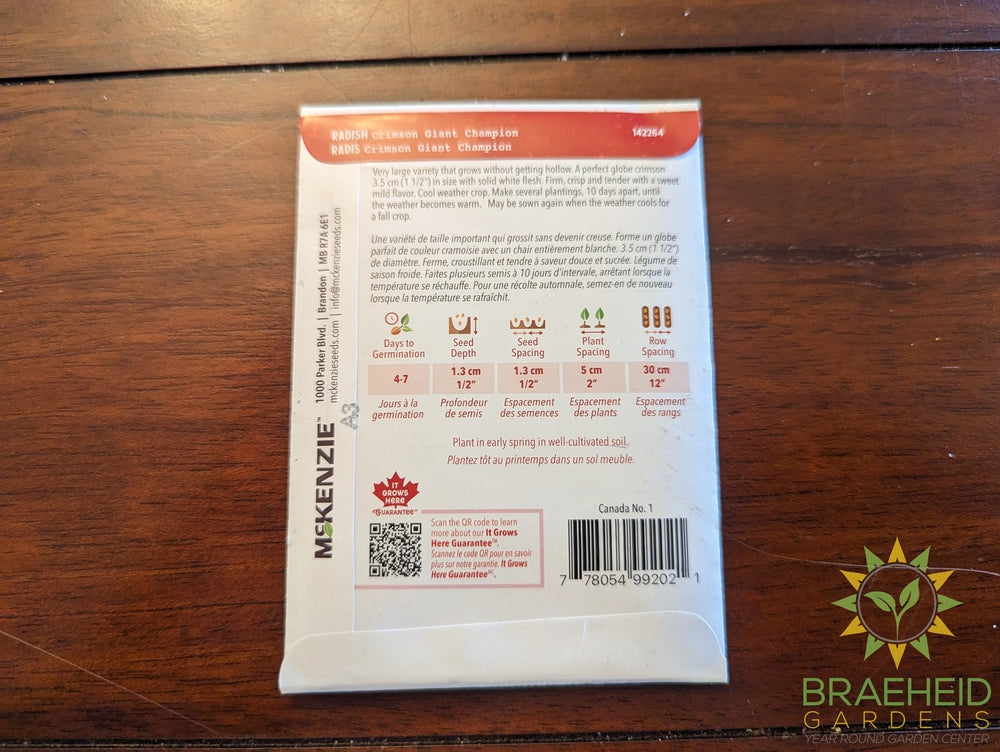 RADISH Crimson Giant Champion
142264
RADIS Crimson Giant Champion
Very large variety that grows without getting hollow. A perfect globe crimson
3.5 cm (1 1/2") in size with solid white flesh. Firm, crisp and tender with a sweet
mild flavor. Cool weather crop. Make several plantings, 10 days apart, until
the weather becomes warm. May be sown again when the weather cools for
a fall crop.
Une variété de taille important qui grossit sans devenir creuse. Forme un globe
parfait de couleur cramoisie avec un chair entièrement blanche. 3.5 cm (1 1/2")
de diamètre. Ferme, croustillant et tendre à saveur douce et sucrée. Légume de
saison froide. Faites plusieurs semis à 10 jours d'intervale, arrêtant lorsque la
température se réchauffe. Pour une récolte automnale, semez-en de nouveau
lorsque la température se rafraîchit.
Days to Germination
Seed Depth
Seed Spacing
Plant Spacing
Row Spacing
4-7
1.3 cm 1/2"
1.3 cm 1/2"
5 cm 2"
30 cm 12"
Jours à la germination
Profondeur de semis
Espacement des semences
Espacement des plants
Espacement des rangs
Plant in early spring in well-cultivated soil.
Plantez tôt au printemps dans un sol meuble.
IT
GROWS
HERE
GUARANTEE™
Scan the QR code to learn
more about our It Grows
Here Guarantee™.
Scannez le code QR pour en savoir
plus sur notre garantie. It Grows
Here Guarantee MC.
Canada No. 1
7 78054 99202 1
McKENZIE™
1000 Parker Blvd. | Brandon | MB R7A 6E1
mckenzieseeds.com | info@mckenzieseeds.com
A3
BRAEHEID
GARDENS
YEAR ROUND GARDEN CENTER